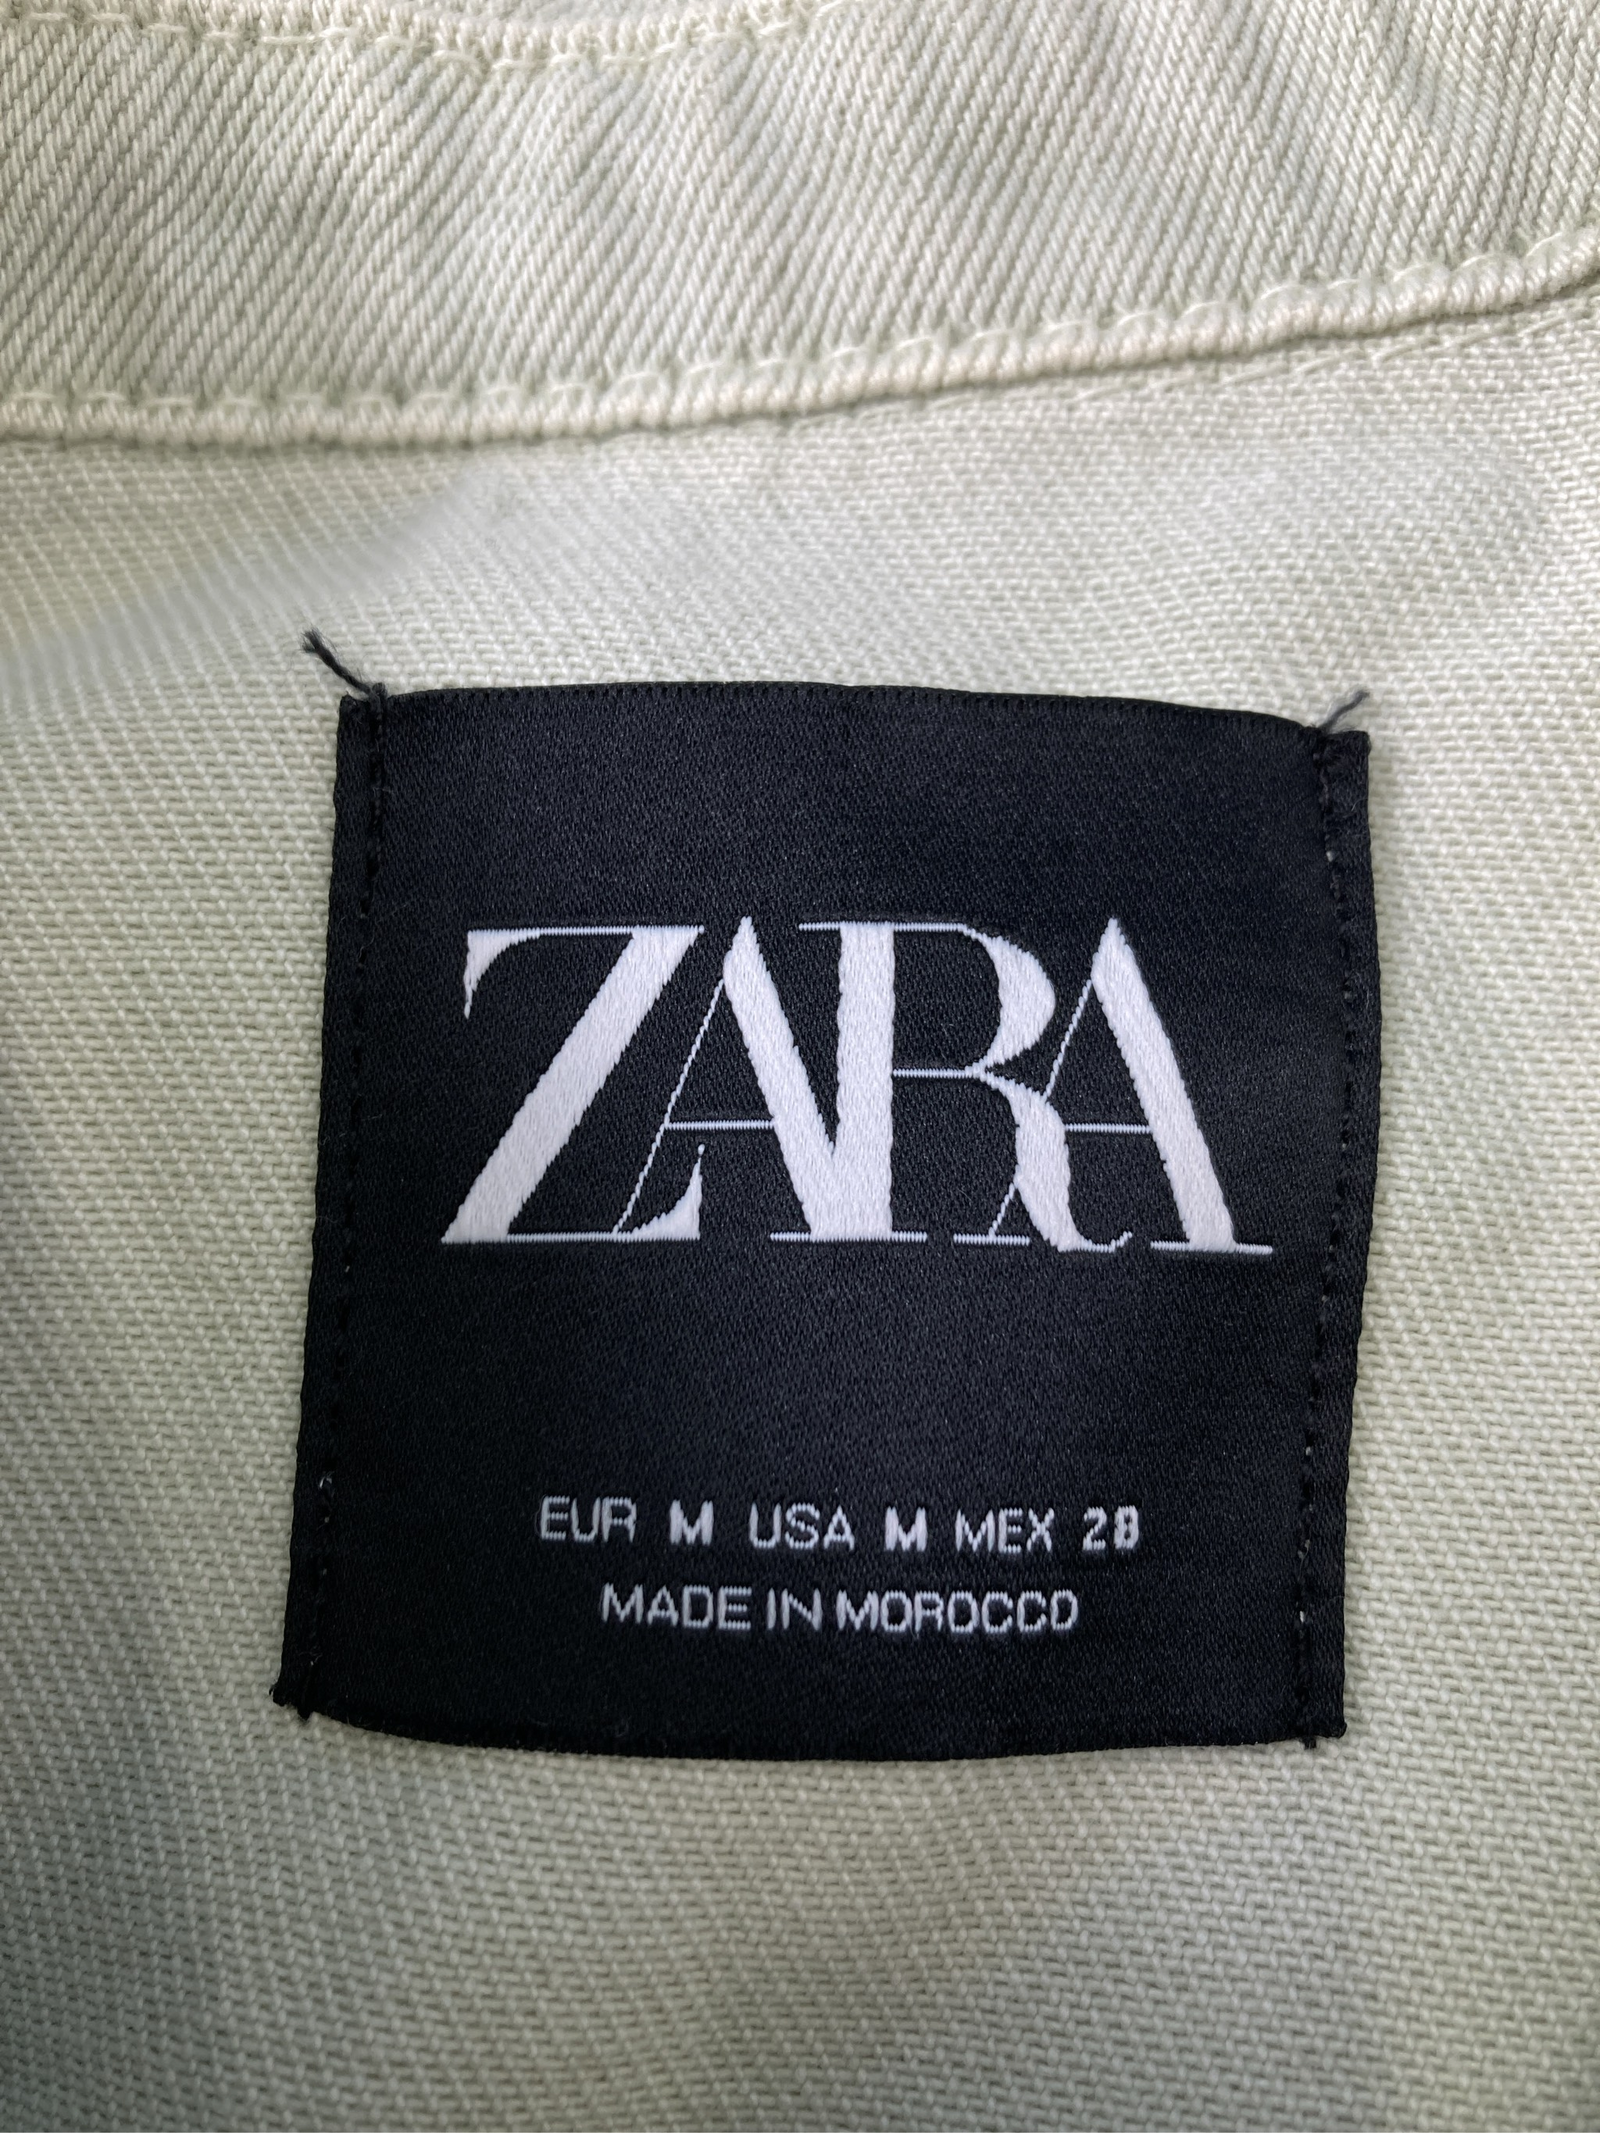 ZARA
EUR M USA M MEX 28
MADE IN MOROCCO